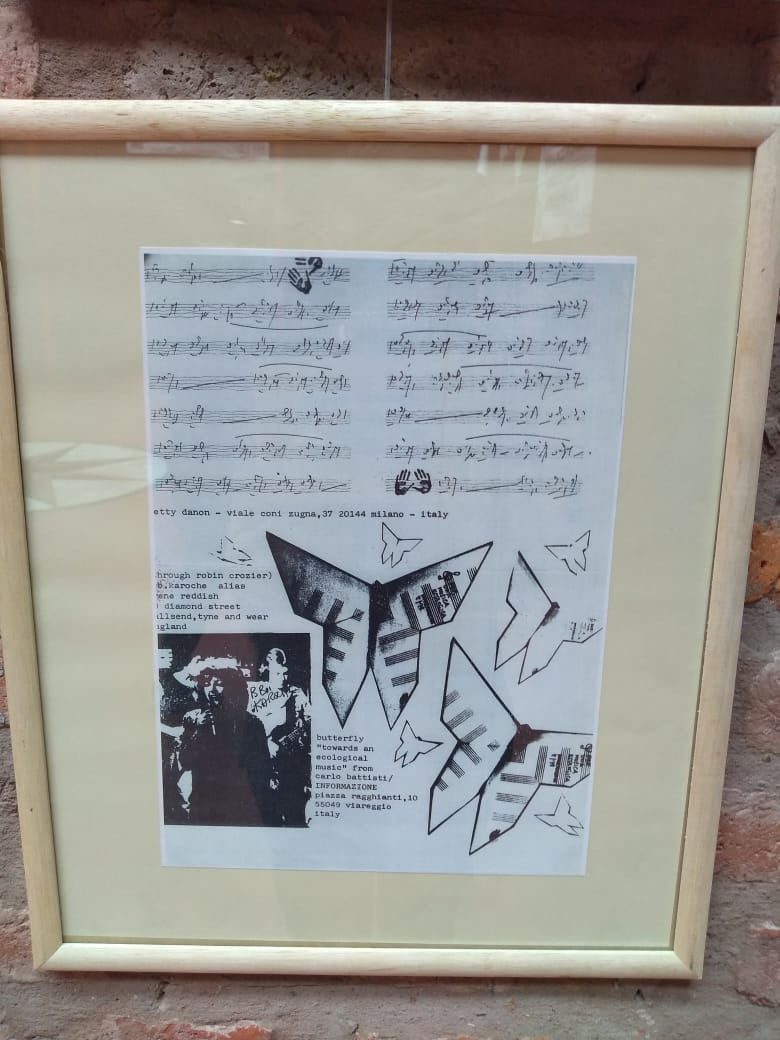 etty danon - viale coni zugna,37 20144 milano - italy
hrough robin crozier)
b.karoche alias
ene reddish
diamond street
llsend,tyne and wear
gland
B.B.
KAROCHE
butterfly
"towards an
ecological
music" from
carlo battisti/
INFORMAZIONE
piazza ragghianti,10
55049 viareggio
italy